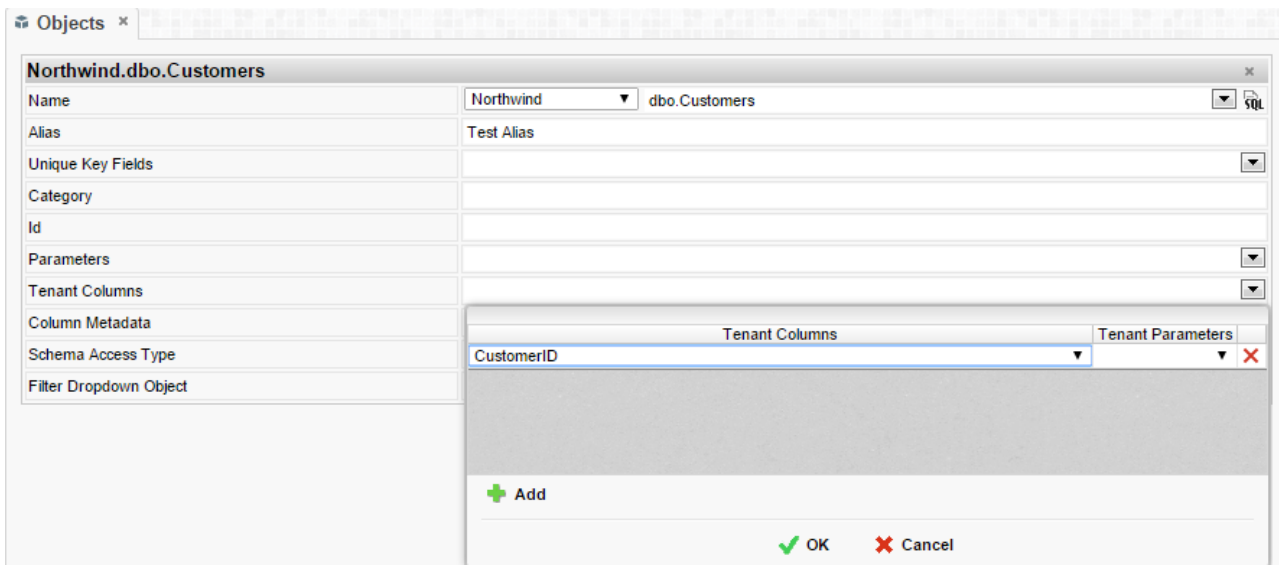 Objects ×
Northwind.dbo.Customers ×
Name Northwind dbo.Customers SQL
Alias Test Alias
Unique Key Fields
Category
Id
Parameters
Tenant Columns
Column Metadata
Tenant Columns Tenant Parameters
Schema Access Type
CustomerID
Filter Dropdown Object
Add
OK Cancel